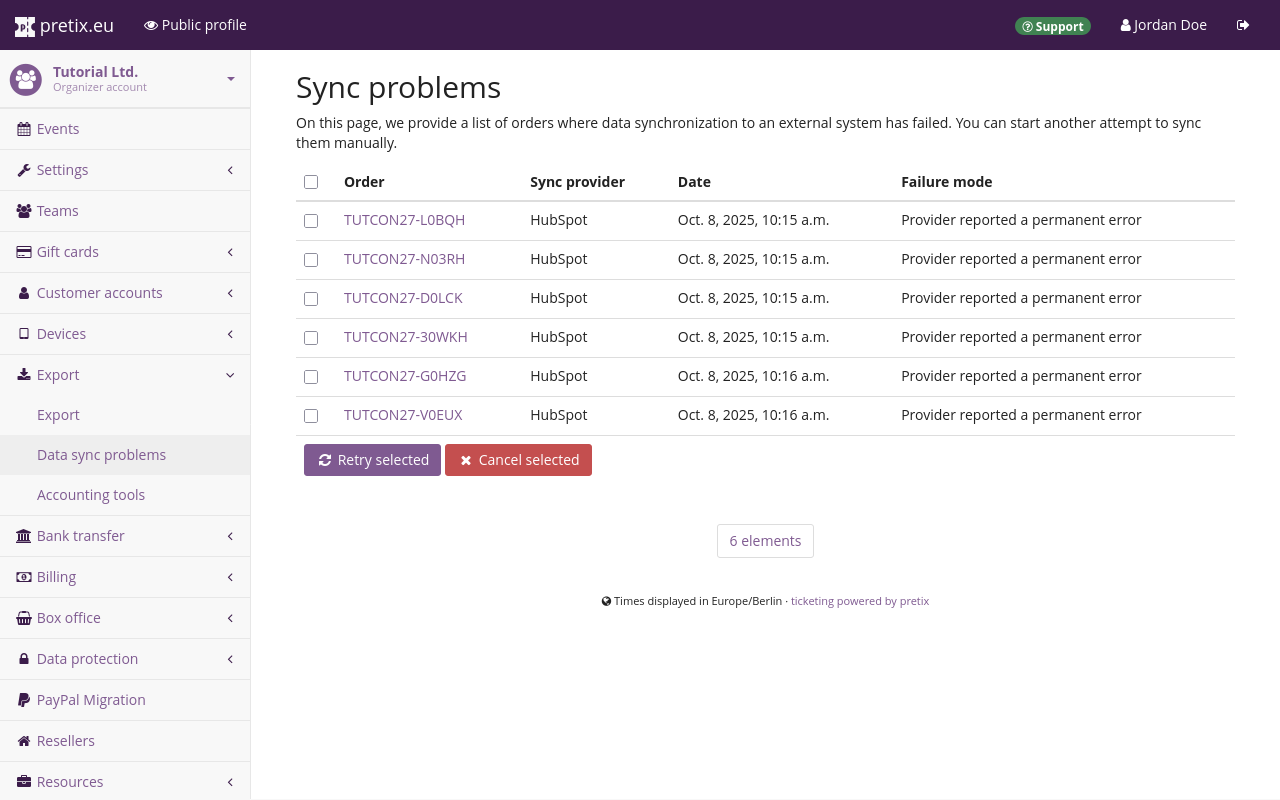 pretix.eu
Public profile
Support
Jordan Doe
Tutorial Ltd.
Organizer account
Events
Settings
Teams
Gift cards
Customer accounts
Devices
Export
Export
Data sync problems
Accounting tools
Bank transfer
Billing
Box office
Data protection
PayPal Migration
Resellers
Resources
Sync problems
On this page, we provide a list of orders where data synchronization to an external system has failed. You can start another attempt to sync
them manually.
Order Sync provider Date Failure mode
TUTCON27-L0BQH HubSpot Oct. 8, 2025, 10:15 a.m. Provider reported a permanent error
TUTCON27-N03RH HubSpot Oct. 8, 2025, 10:15 a.m. Provider reported a permanent error
TUTCON27-D0LCK HubSpot Oct. 8, 2025, 10:15 a.m. Provider reported a permanent error
TUTCON27-30WKH HubSpot Oct. 8, 2025, 10:15 a.m. Provider reported a permanent error
TUTCON27-G0HZG HubSpot Oct. 8, 2025, 10:16 a.m. Provider reported a permanent error
TUTCON27-V0EUX HubSpot Oct. 8, 2025, 10:16 a.m. Provider reported a permanent error
Retry selected Cancel selected
6 elements
Times displayed in Europe/Berlin · ticketing powered by pretix